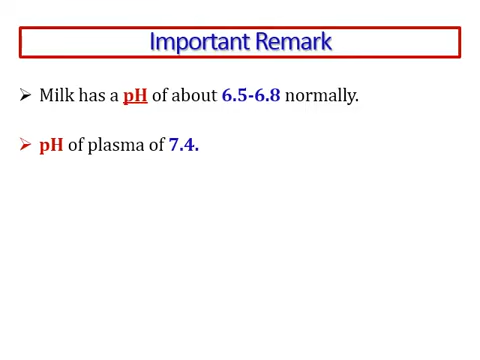 Important Remark
➢ Milk has a pH of about 6.5-6.8 normally.
➢ pH of plasma of 7.4.